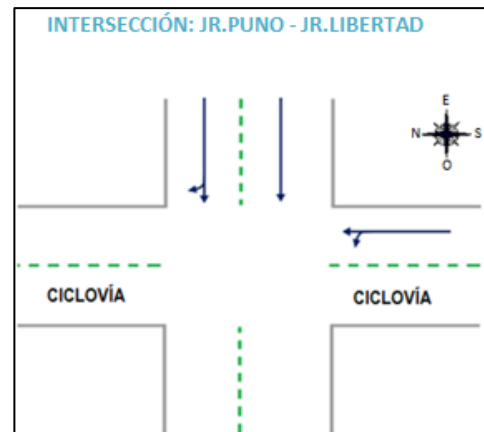 INTERSECCIÓN: JR.PUNO - JR.LIBERTAD
E
N S
O
CICLOVÍA CICLOVÍA